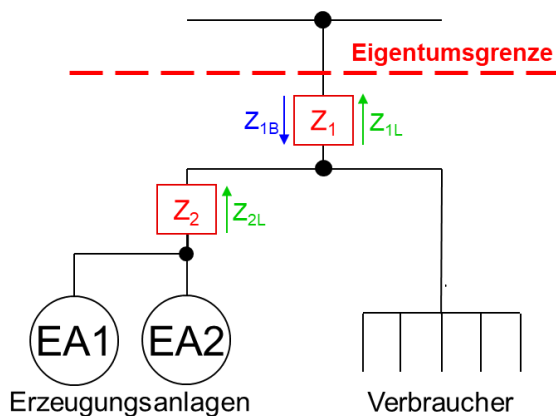 Eigentumsgrenze
Z1B Z1 Z1L
Z2 Z2L
EA1 EA2
Erzeugungsanlagen Verbraucher